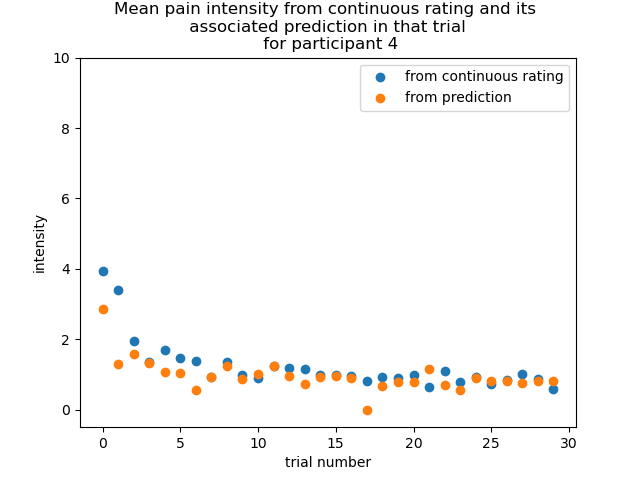 Mean pain intensity from continuous rating and its
associated prediction in that trial
for participant 4
from continuous rating
from prediction
10
8
6
4
2
0
intensity
0 5 10 15 20 25 30
trial number